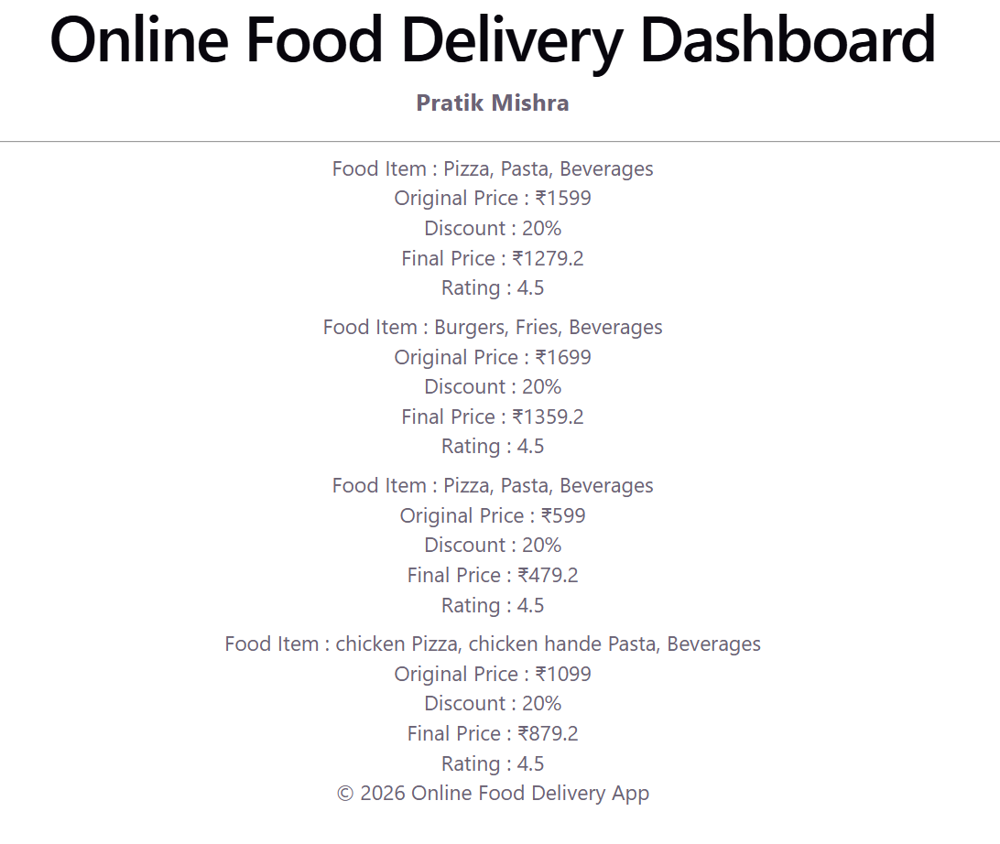 Online Food Delivery Dashboard
Pratik Mishra
Food Item : Pizza, Pasta, Beverages
Original Price : ₹1599
Discount : 20%
Final Price : ₹1279.2
Rating : 4.5
Food Item : Burgers, Fries, Beverages
Original Price : ₹1699
Discount : 20%
Final Price : ₹1359.2
Rating : 4.5
Food Item : Pizza, Pasta, Beverages
Original Price : ₹599
Discount : 20%
Final Price : ₹479.2
Rating : 4.5
Food Item : chicken Pizza, chicken hande Pasta, Beverages
Original Price : ₹1099
Discount : 20%
Final Price : ₹879.2
Rating : 4.5
© 2026 Online Food Delivery App